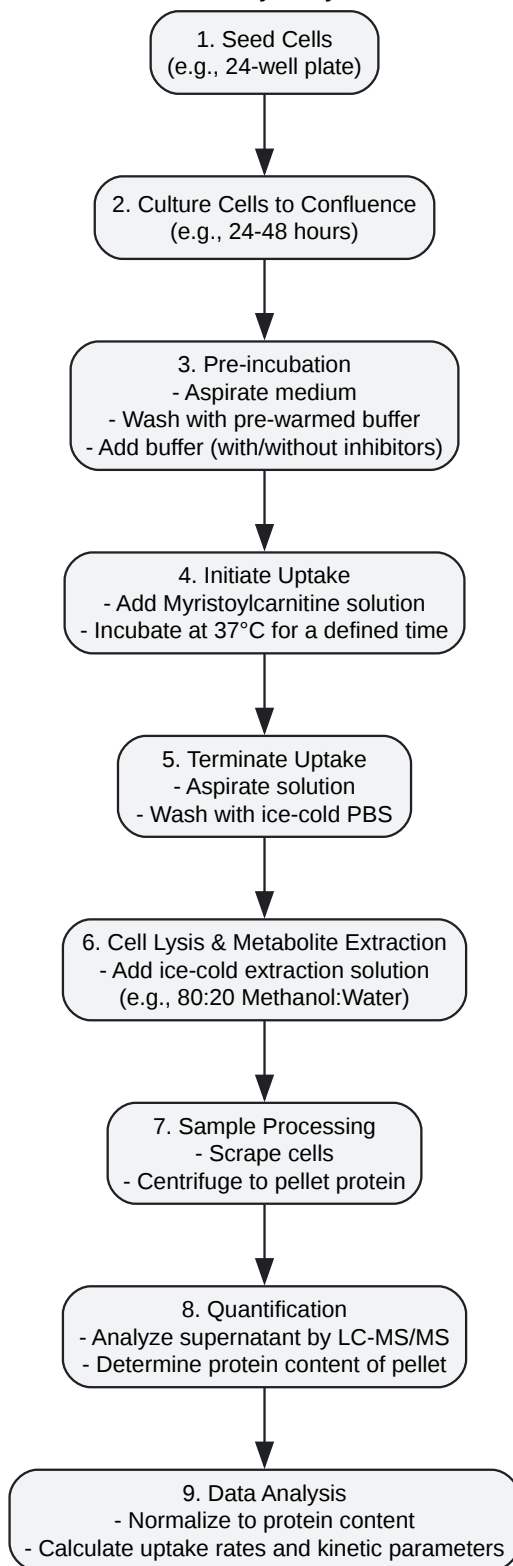 1. Seed Cells
(e.g., 24-well plate)
2. Culture Cells to Confluence
(e.g., 24-48 hours)
3. Pre-incubation
- Aspirate medium
- Wash with pre-warmed buffer
- Add buffer (with/without inhibitors)
4. Initiate Uptake
- Add Myristoylcarnitine solution
- Incubate at 37°C for a defined time
5. Terminate Uptake
- Aspirate solution
- Wash with ice-cold PBS
6. Cell Lysis & Metabolite Extraction
- Add ice-cold extraction solution
(e.g., 80:20 Methanol:Water)
7. Sample Processing
- Scrape cells
- Centrifuge to pellet protein
8. Quantification
- Analyze supernatant by LC-MS/MS
- Determine protein content of pellet
9. Data Analysis
- Normalize to protein content
- Calculate uptake rates and kinetic parameters